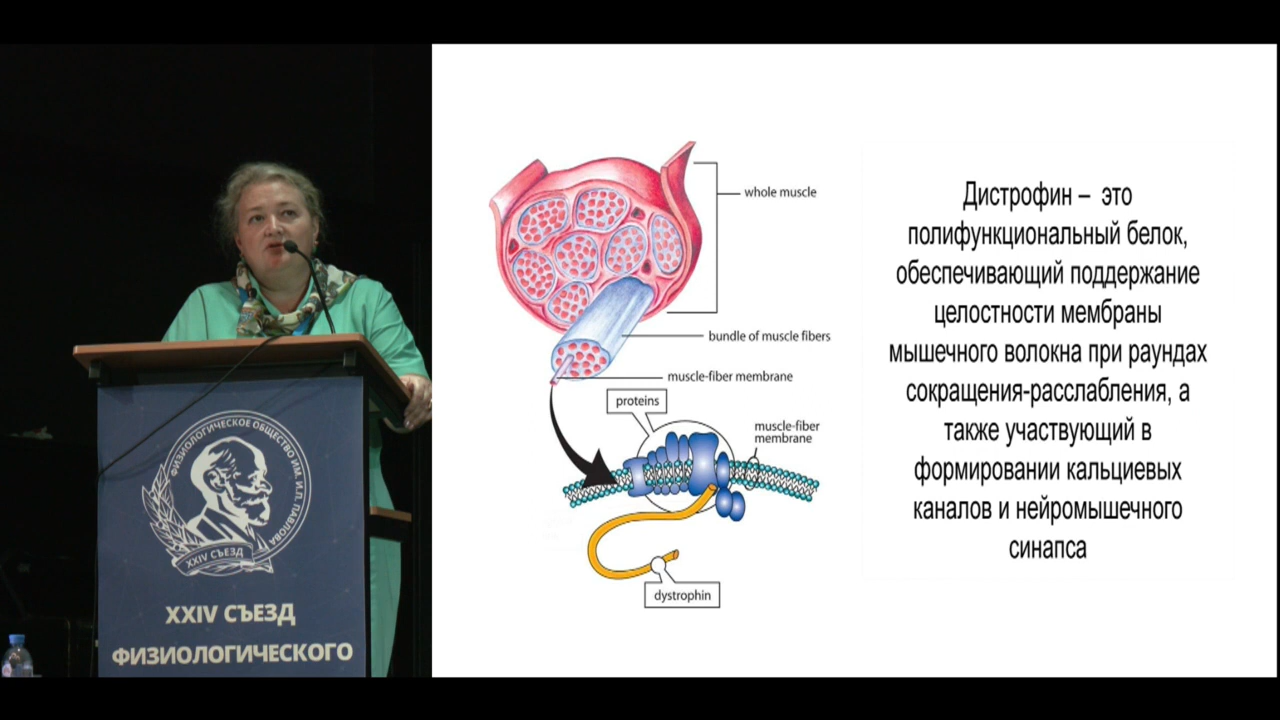 ФИЗИОЛОГИЧЕСКОЕ ОБЩЕСТВО ИМ. И.П. ПАВЛОВА
XXIV СЪЕЗД
XXIV СЪЕЗД
ФИЗИОЛОГИЧЕСКОГО
whole muscle
bundle of muscle fibers
muscle-fiber membrane
proteins
muscle-fiber
membrane
dystrophin
Дистрофин – это
полифункциональный белок,
обеспечивающий поддержание
целостности мембраны
мышечного волокна при раундах
сокращения-расслабления, а
также участвующий в
формировании кальциевых
каналов и нейромышечного
синапса